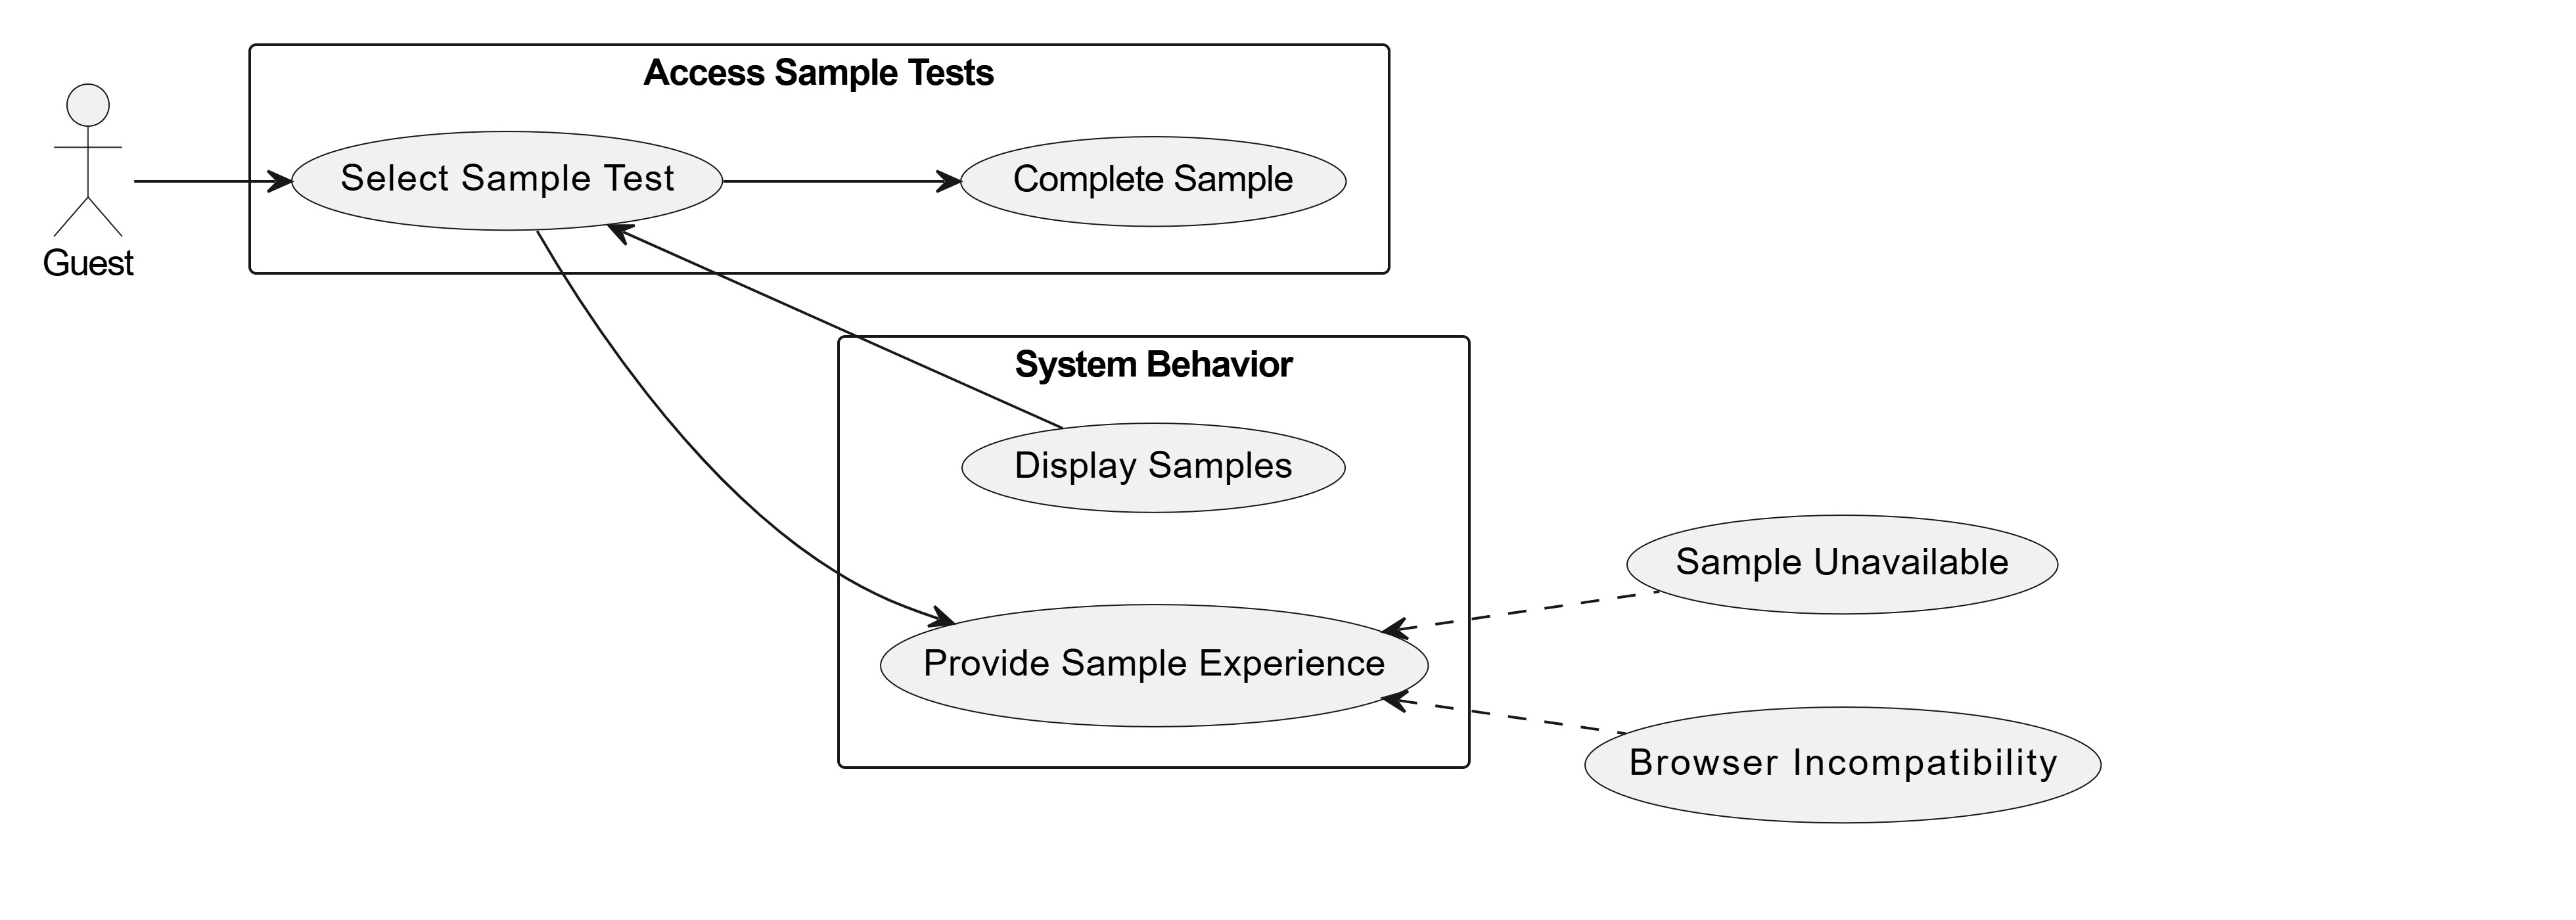 Access Sample Tests
Select Sample Test
Complete Sample
Guest
System Behavior
Display Samples
Provide Sample Experience
Sample Unavailable
Browser Incompatibility